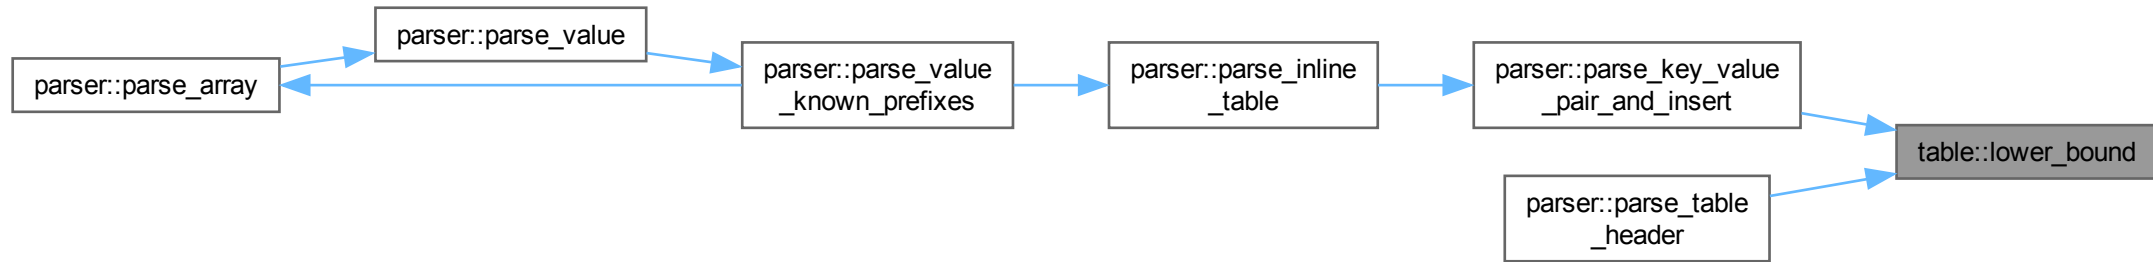 parser::parse_array
parser::parse_value
parser::parse_value
_known_prefixes
parser::parse_inline
_table
parser::parse_key_value
_pair_and_insert
parser::parse_table
_header
table::lower_bound